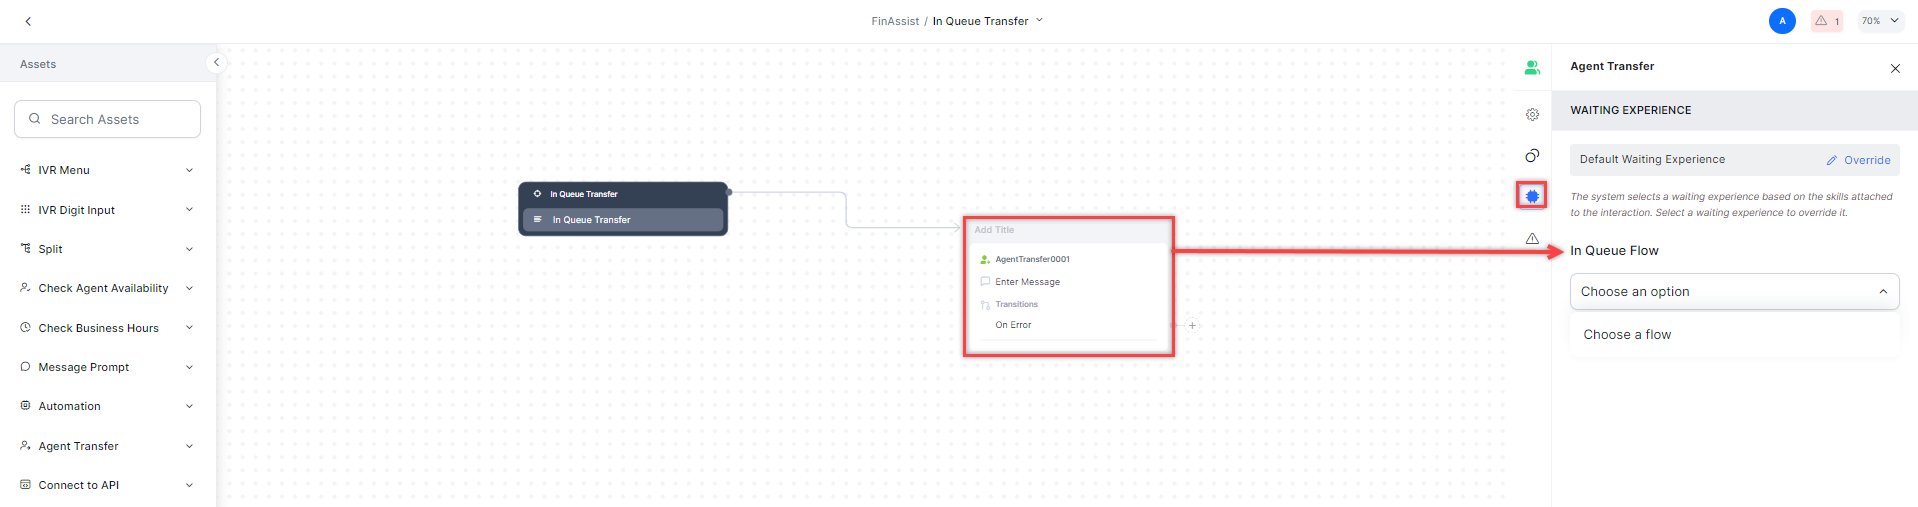 FinAssist / In Queue Transfer
A
1
70%
Assets
Search Assets
IVR Menu
IVR Digit Input
Split
Check Agent Availability
Check Business Hours
Message Prompt
Automation
Agent Transfer
Connect to API
In Queue Transfer
In Queue Transfer
Add Title
AgentTransfer0001
Enter Message
Transitions
On Error
Agent Transfer
WAITING EXPERIENCE
Default Waiting Experience
Override
The system selects a waiting experience based on the skills attached
to the interaction. Select a waiting experience to override it.
In Queue Flow
Choose an option
Choose a flow